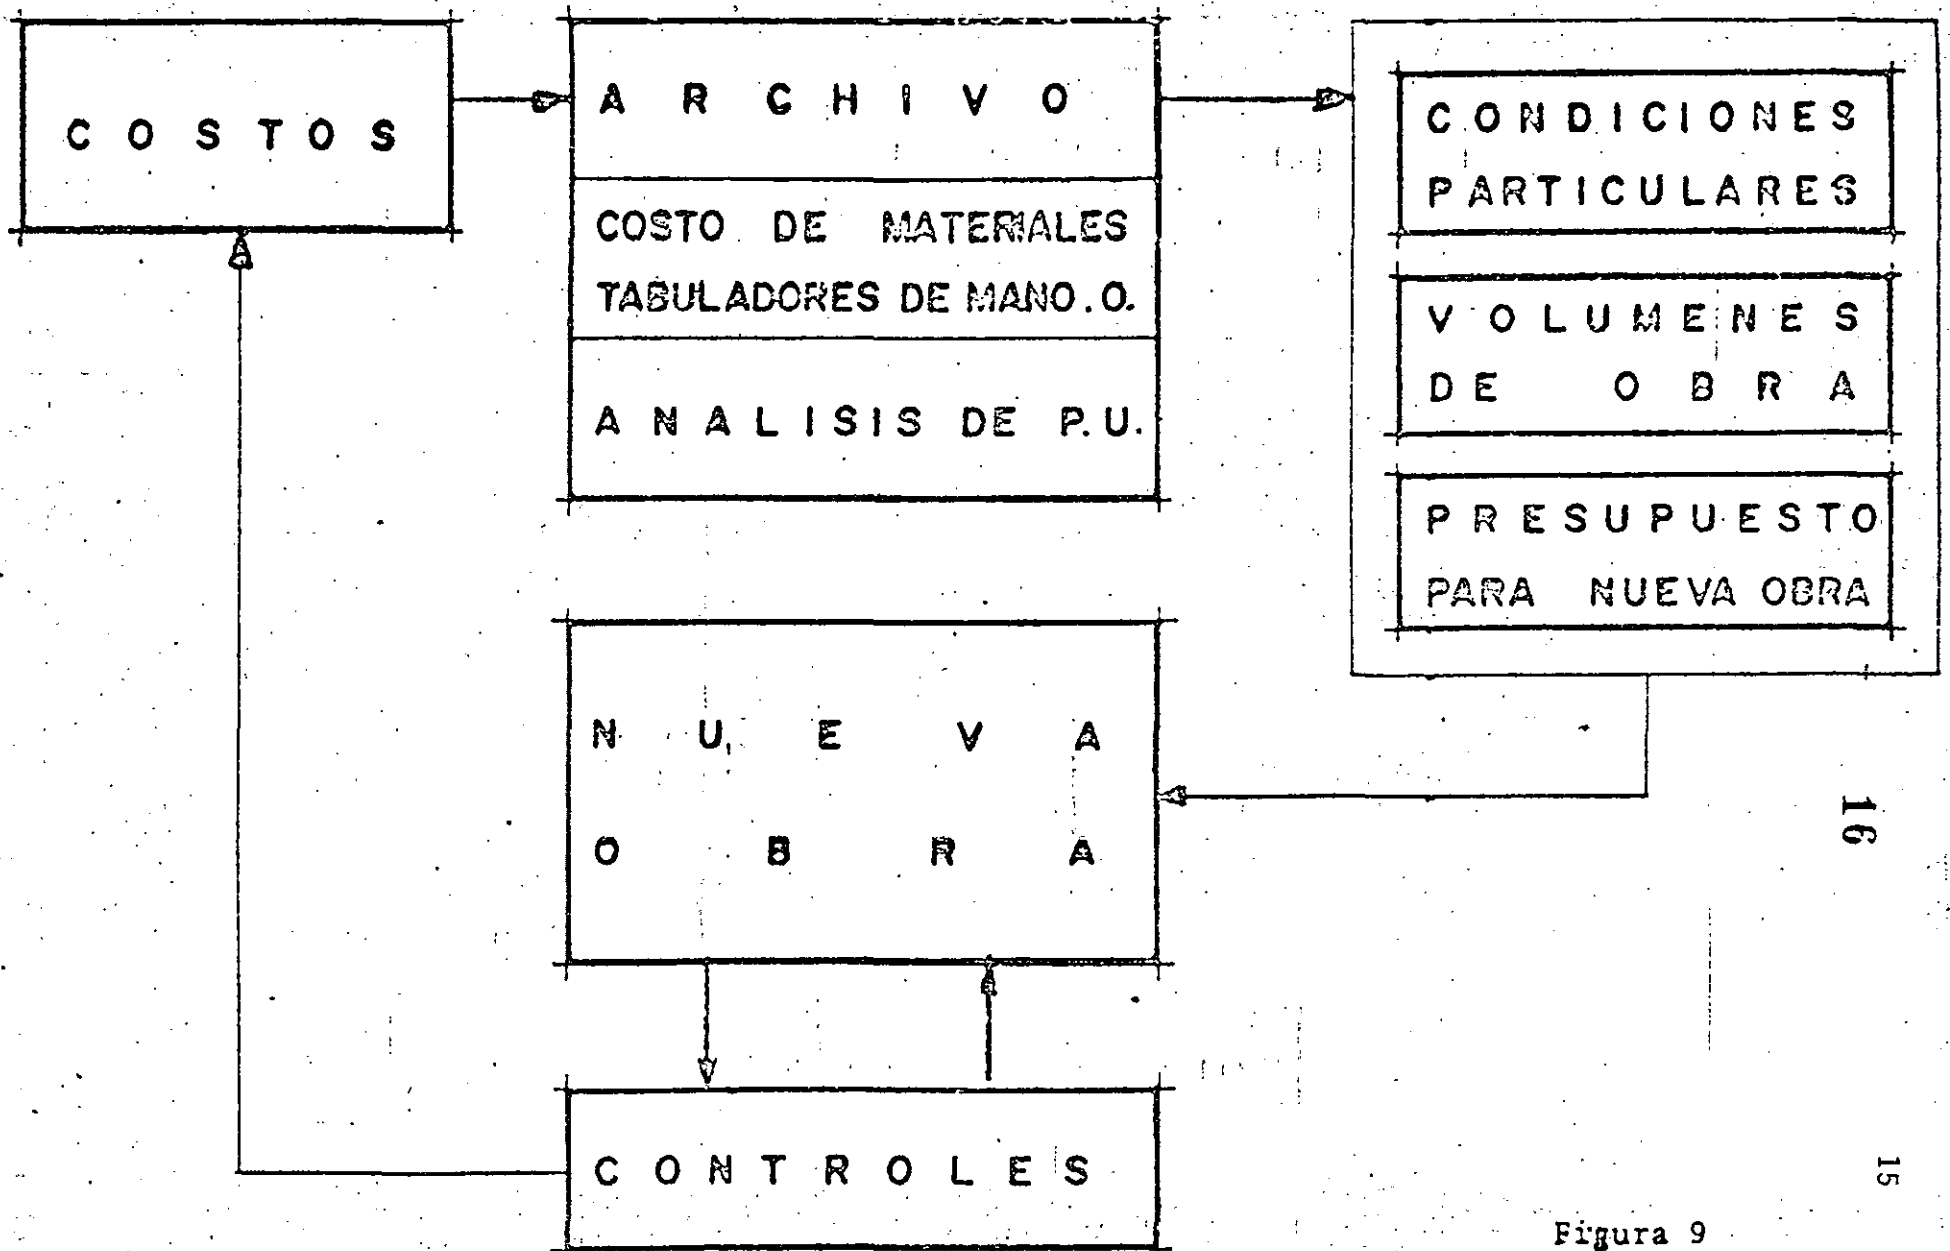 COSTOS
ARCHIVO
COSTO DE MATERIALES
TABULADORES DE MANO.O.
ANALISIS DE P.U.
CONDICIONES
PARTICULARES
VOLUMENES
DE OBRA
PRESUPUESTO
PARA NUEVA OBRA
NUEVA
OBRA
CONTROLES
16
15
Figura 9